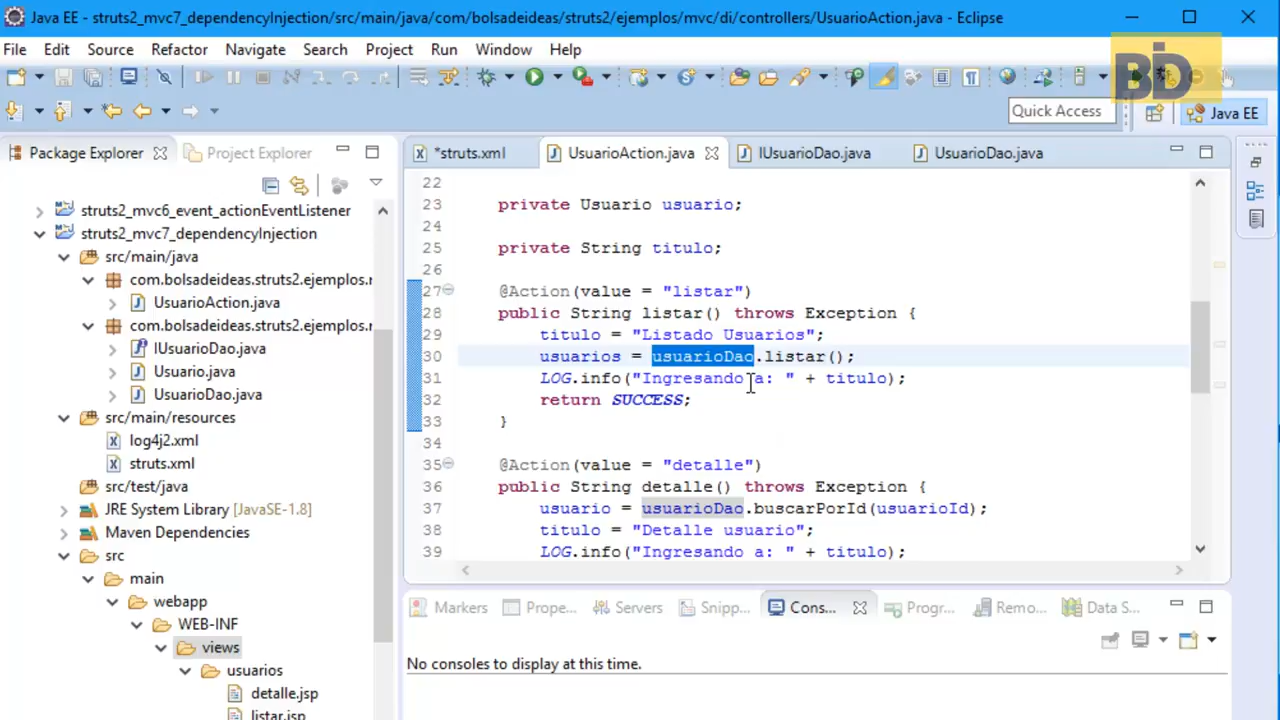 Java EE - struts2_mvc7_dependencyInjection/src/main/java/com/bolsadeideas/struts2/ejemplos/mvc/di/controllers/UsuarioAction.java - Eclipse
File Edit Source Refactor Navigate Search Project Run Window Help
BD
Quick Access
Java EE
Package Explorer
Project Explorer
*struts.xml
UsuarioAction.java
IUsuarioDao.java
UsuarioDao.java
struts2_mvc6_event_actionEventListener
struts2_mvc7_dependencyInjection
src/main/java
com.bolsadeideas.struts2.ejemplos.r
UsuarioAction.java
com.bolsadeideas.struts2.ejemplos.r
IUsuarioDao.java
Usuario.java
UsuarioDao.java
src/main/resources
log4j2.xml
struts.xml
src/test/java
JRE System Library [JavaSE-1.8]
Maven Dependencies
src
main
webapp
WEB-INF
views
usuarios
detalle.jsp
listar.jsp
22
23 private Usuario usuario;
24
25 private String titulo;
26
27 @Action(value = "listar")
28 public String listar() throws Exception {
29 titulo = "Listado Usuarios";
30 usuarios = usuarioDao.listar();
31 LOG.info("Ingresando a: " + titulo);
32 return SUCCESS;
33 }
34
35 @Action(value = "detalle")
36 public String detalle() throws Exception {
37 usuario = usuarioDao.buscarPorId(usuarioId);
38 titulo = "Detalle usuario";
39 LOG.info("Ingresando a: " + titulo);
Markers Prope... Servers Snipp... Cons... Progr... Remo... Data S...
No consoles to display at this time.